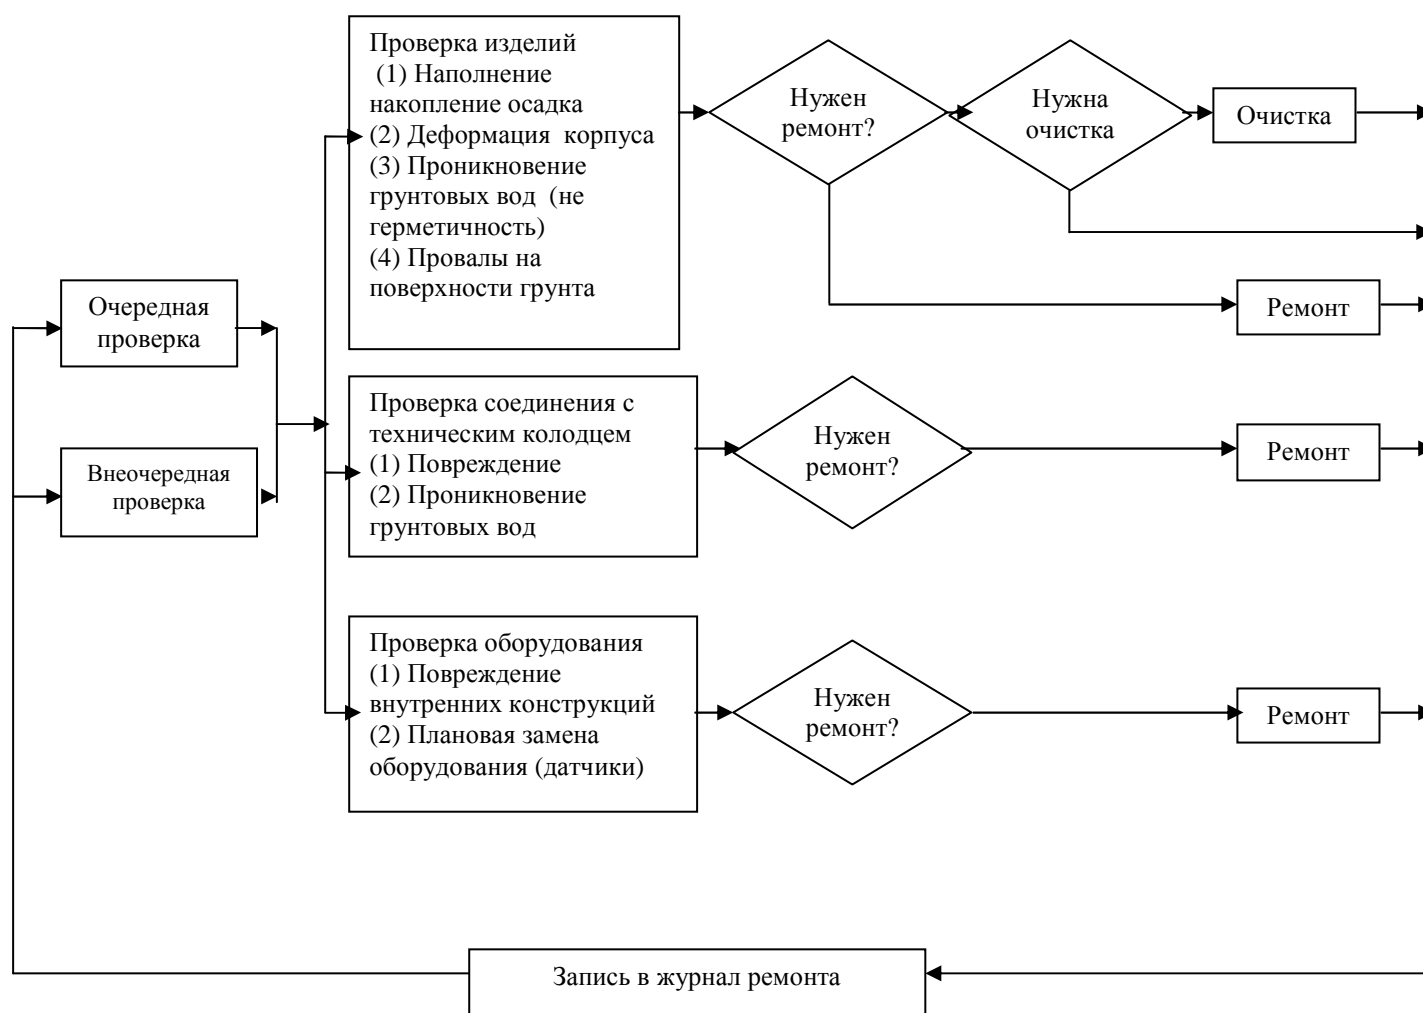 Проверка изделий
(1) Наполнение
накопление осадка
(2) Деформация корпуса
(3) Проникновение
грунтовых вод (не
герметичность)
(4) Провалы на
поверхности грунта
Нужен
ремонт?
Нужна
очистка
Очистка
Ремонт
Очередная
проверка
Внеочередная
проверка
Проверка соединения с
техническим колодцем
(1) Повреждение
(2) Проникновение
грунтовых вод
Нужен
ремонт?
Ремонт
Проверка оборудования
(1) Повреждение
внутренних конструкций
(2) Плановая замена
оборудования (датчики)
Нужен
ремонт?
Ремонт
Запись в журнал ремонта